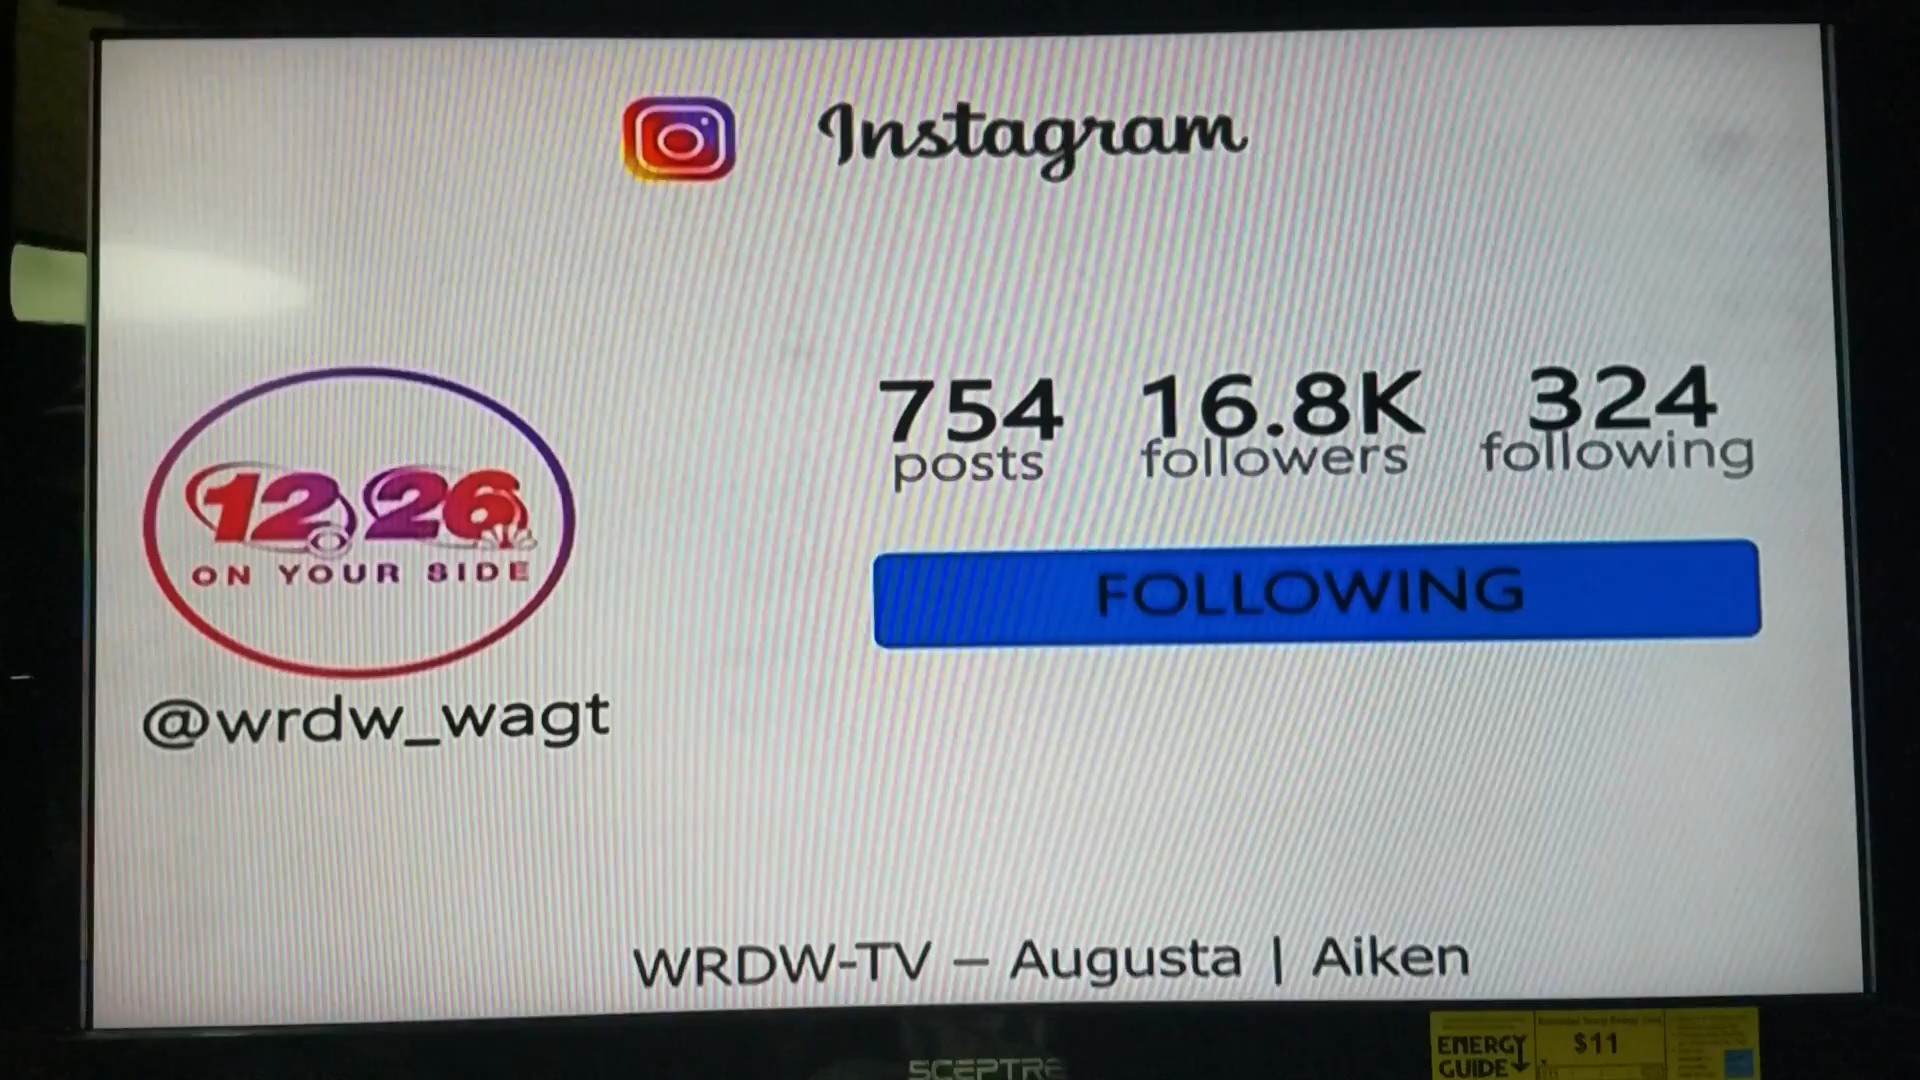 Instagram
754 16.8K 324
posts followers following
12 26
ON YOUR SIDE
FOLLOWING
@wrdw_wagt
WRDW-TV – Augusta | Aiken
SCEPTRE
ENERGY
GUIDE
$11